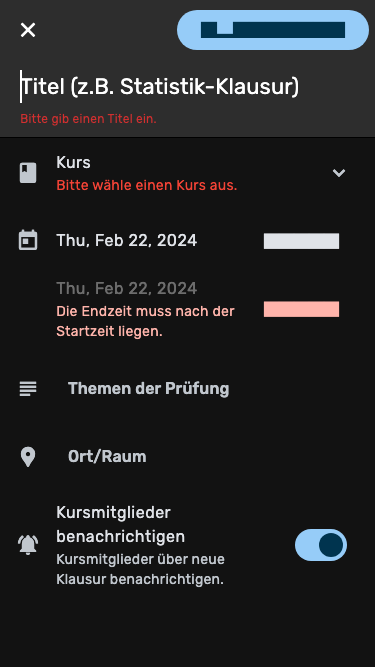 Titel (z.B. Statistik-Klausur)
Bitte gib einen Titel ein.
Kurs
Bitte wähle einen Kurs aus.
Thu, Feb 22, 2024
Thu, Feb 22, 2024
Die Endzeit muss nach der
Startzeit liegen.
Themen der Prüfung
Ort/Raum
Kursmitglieder
benachrichtigen
Kursmitglieder über neue
Klausur benachrichtigen.